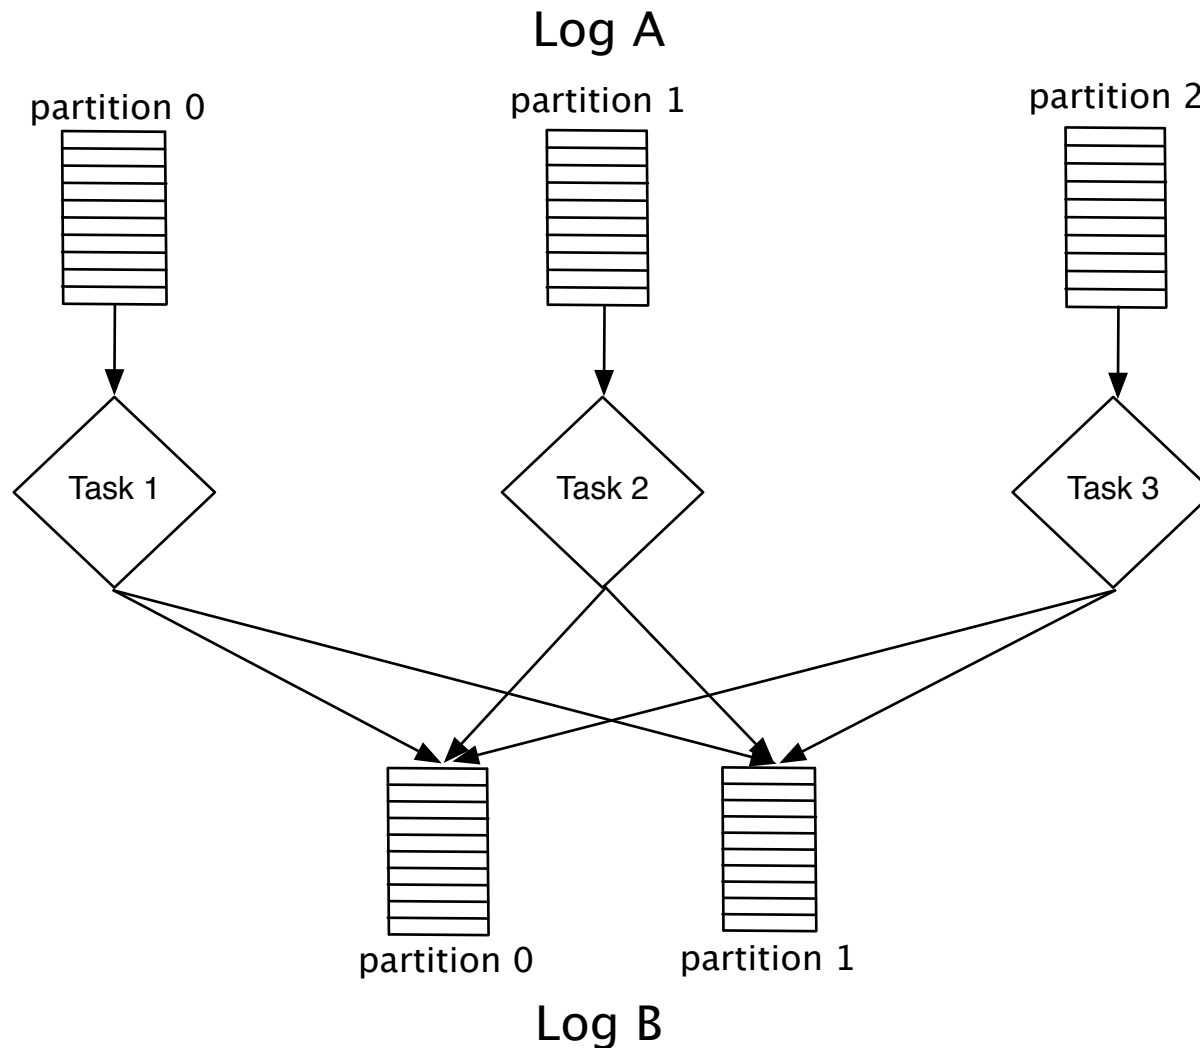 Log A
partition 0
partition 1
partition 2
Task 1
Task 2
Task 3
partition 0
partition 1
Log B